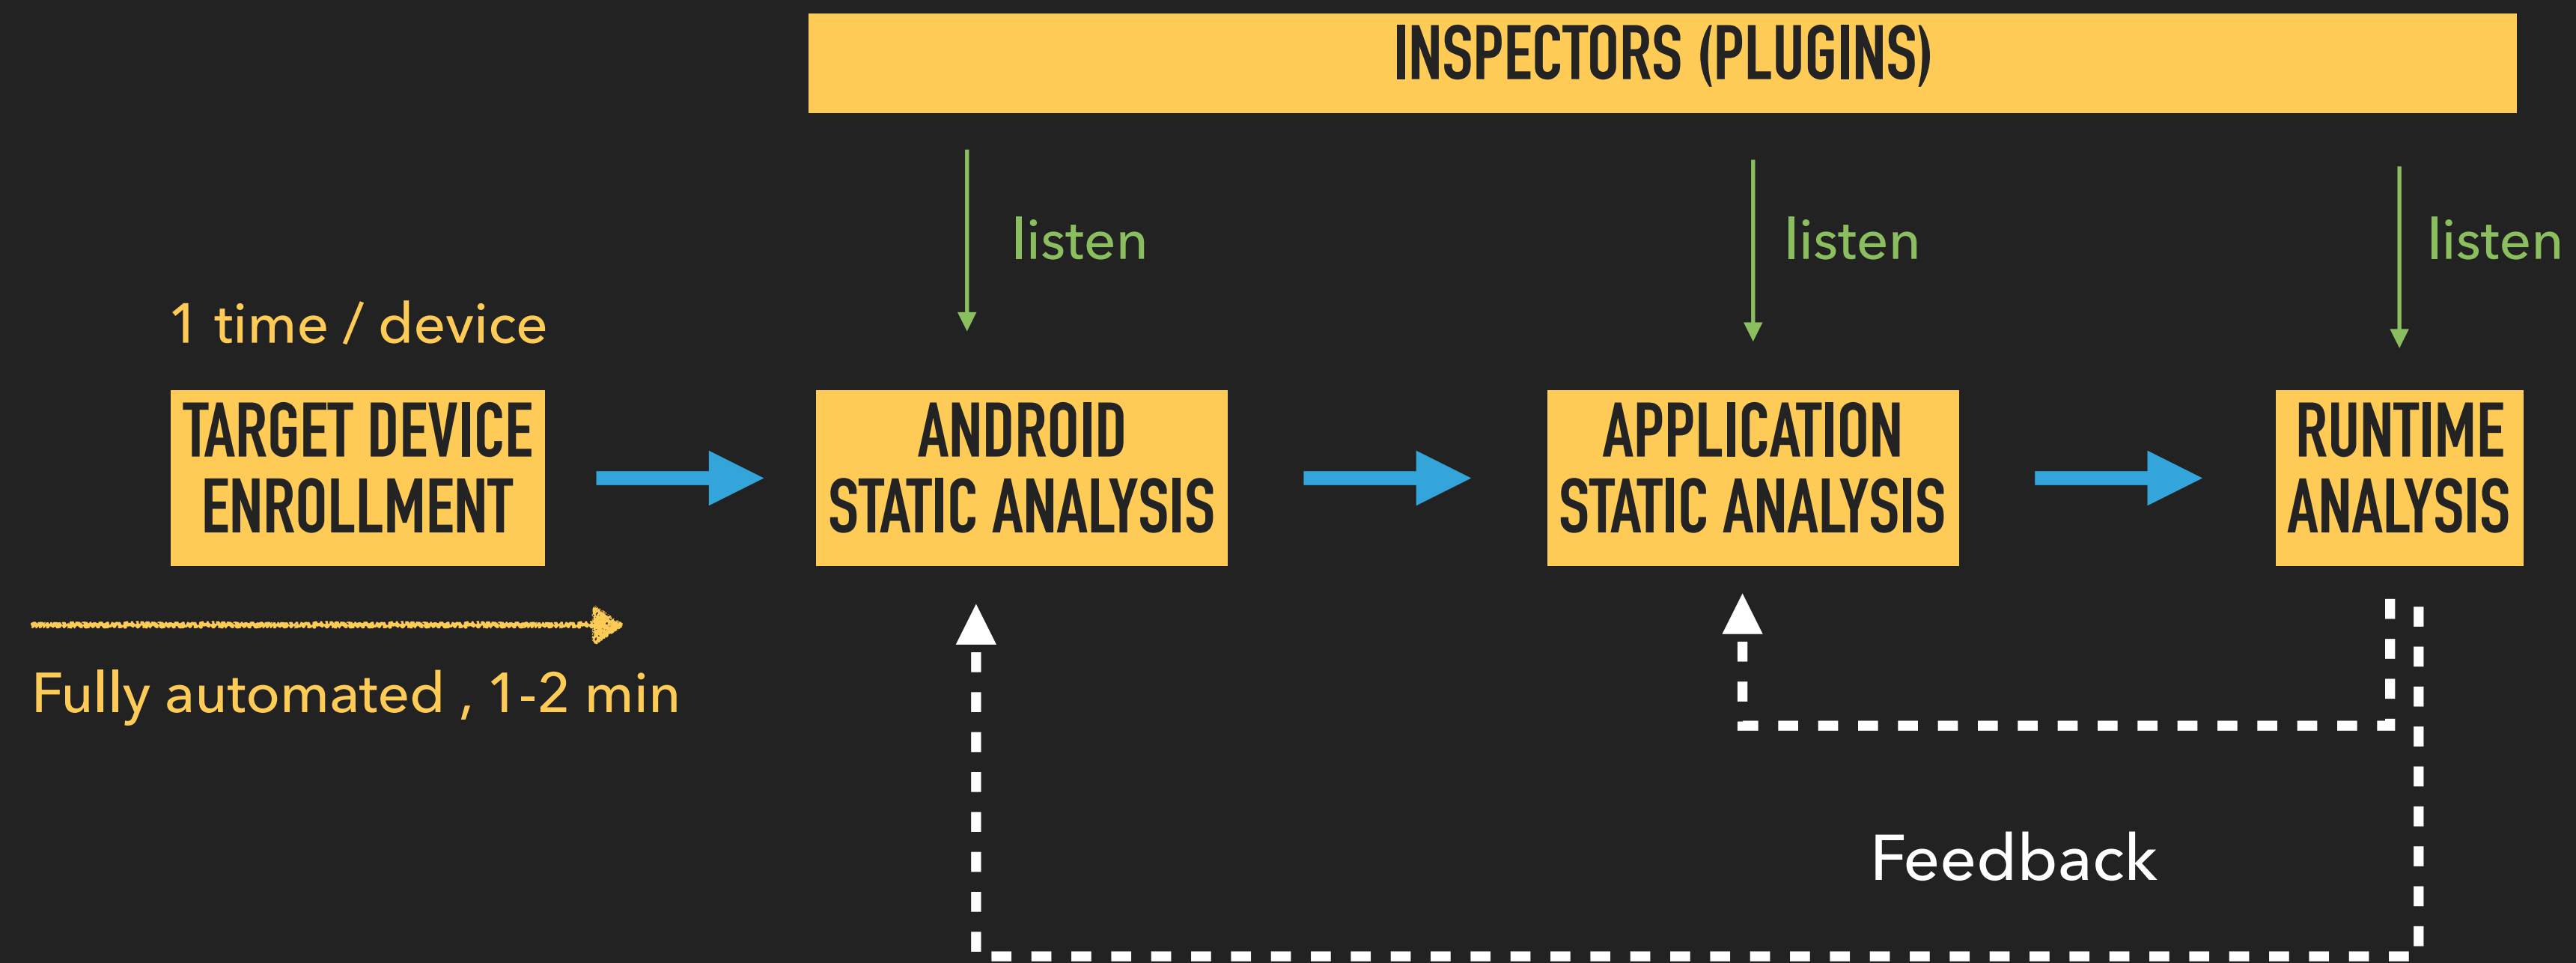 INSPECTORS (PLUGINS)
listen
listen
listen
1 time / device
TARGET DEVICE
ENROLLMENT
ANDROID
STATIC ANALYSIS
APPLICATION
STATIC ANALYSIS
RUNTIME
ANALYSIS
Fully automated , 1-2 min
Feedback